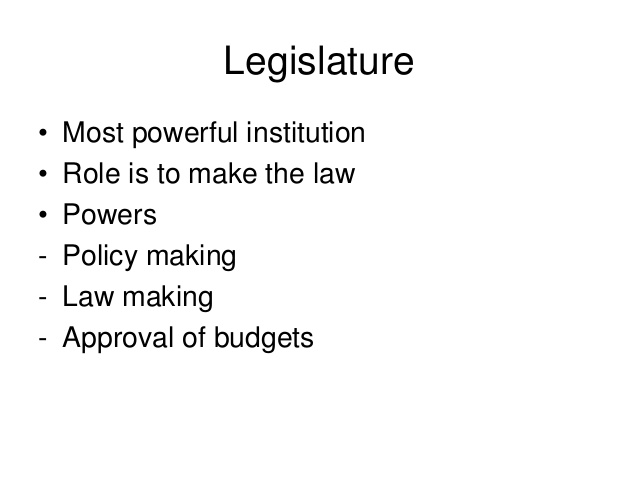 Legislature
• Most powerful institution
• Role is to make the law
• Powers
- Policy making
- Law making
- Approval of budgets